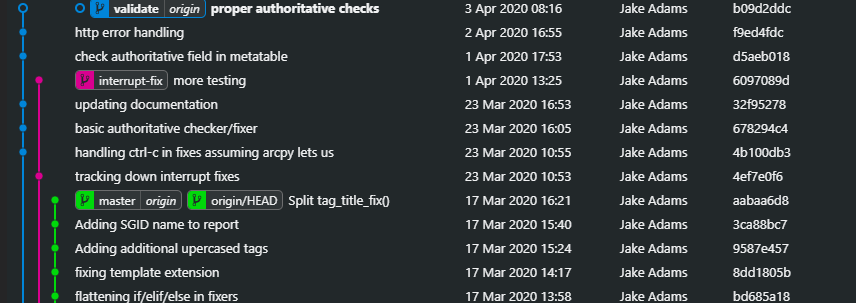 validate origin proper authoritative checks 3 Apr 2020 08:16 Jake Adams b09d2ddc
http error handling 2 Apr 2020 16:55 Jake Adams f9ed4fdc
check authoritative field in metatable 1 Apr 2020 17:53 Jake Adams d5aeb018
interrupt-fix more testing 1 Apr 2020 13:25 Jake Adams 6097089d
updating documentation 23 Mar 2020 16:53 Jake Adams 32f95278
basic authoritative checker/fixer 23 Mar 2020 16:05 Jake Adams 678294c4
handling ctrl-c in fixes assuming arcpy lets us 23 Mar 2020 10:55 Jake Adams 4b100db3
tracking down interrupt fixes 23 Mar 2020 10:53 Jake Adams 4ef7e0f6
master origin origin/HEAD Split tag_title_fix() 17 Mar 2020 16:21 Jake Adams aabaa6d8
Adding SGID name to report 17 Mar 2020 15:40 Jake Adams 3ca88bc7
Adding additional upercased tags 17 Mar 2020 15:24 Jake Adams 9587e457
fixing template extension 17 Mar 2020 14:17 Jake Adams 8dd1805b
flattening if/elif/else in fixers 17 Mar 2020 13:58 Jake Adams bd685a18